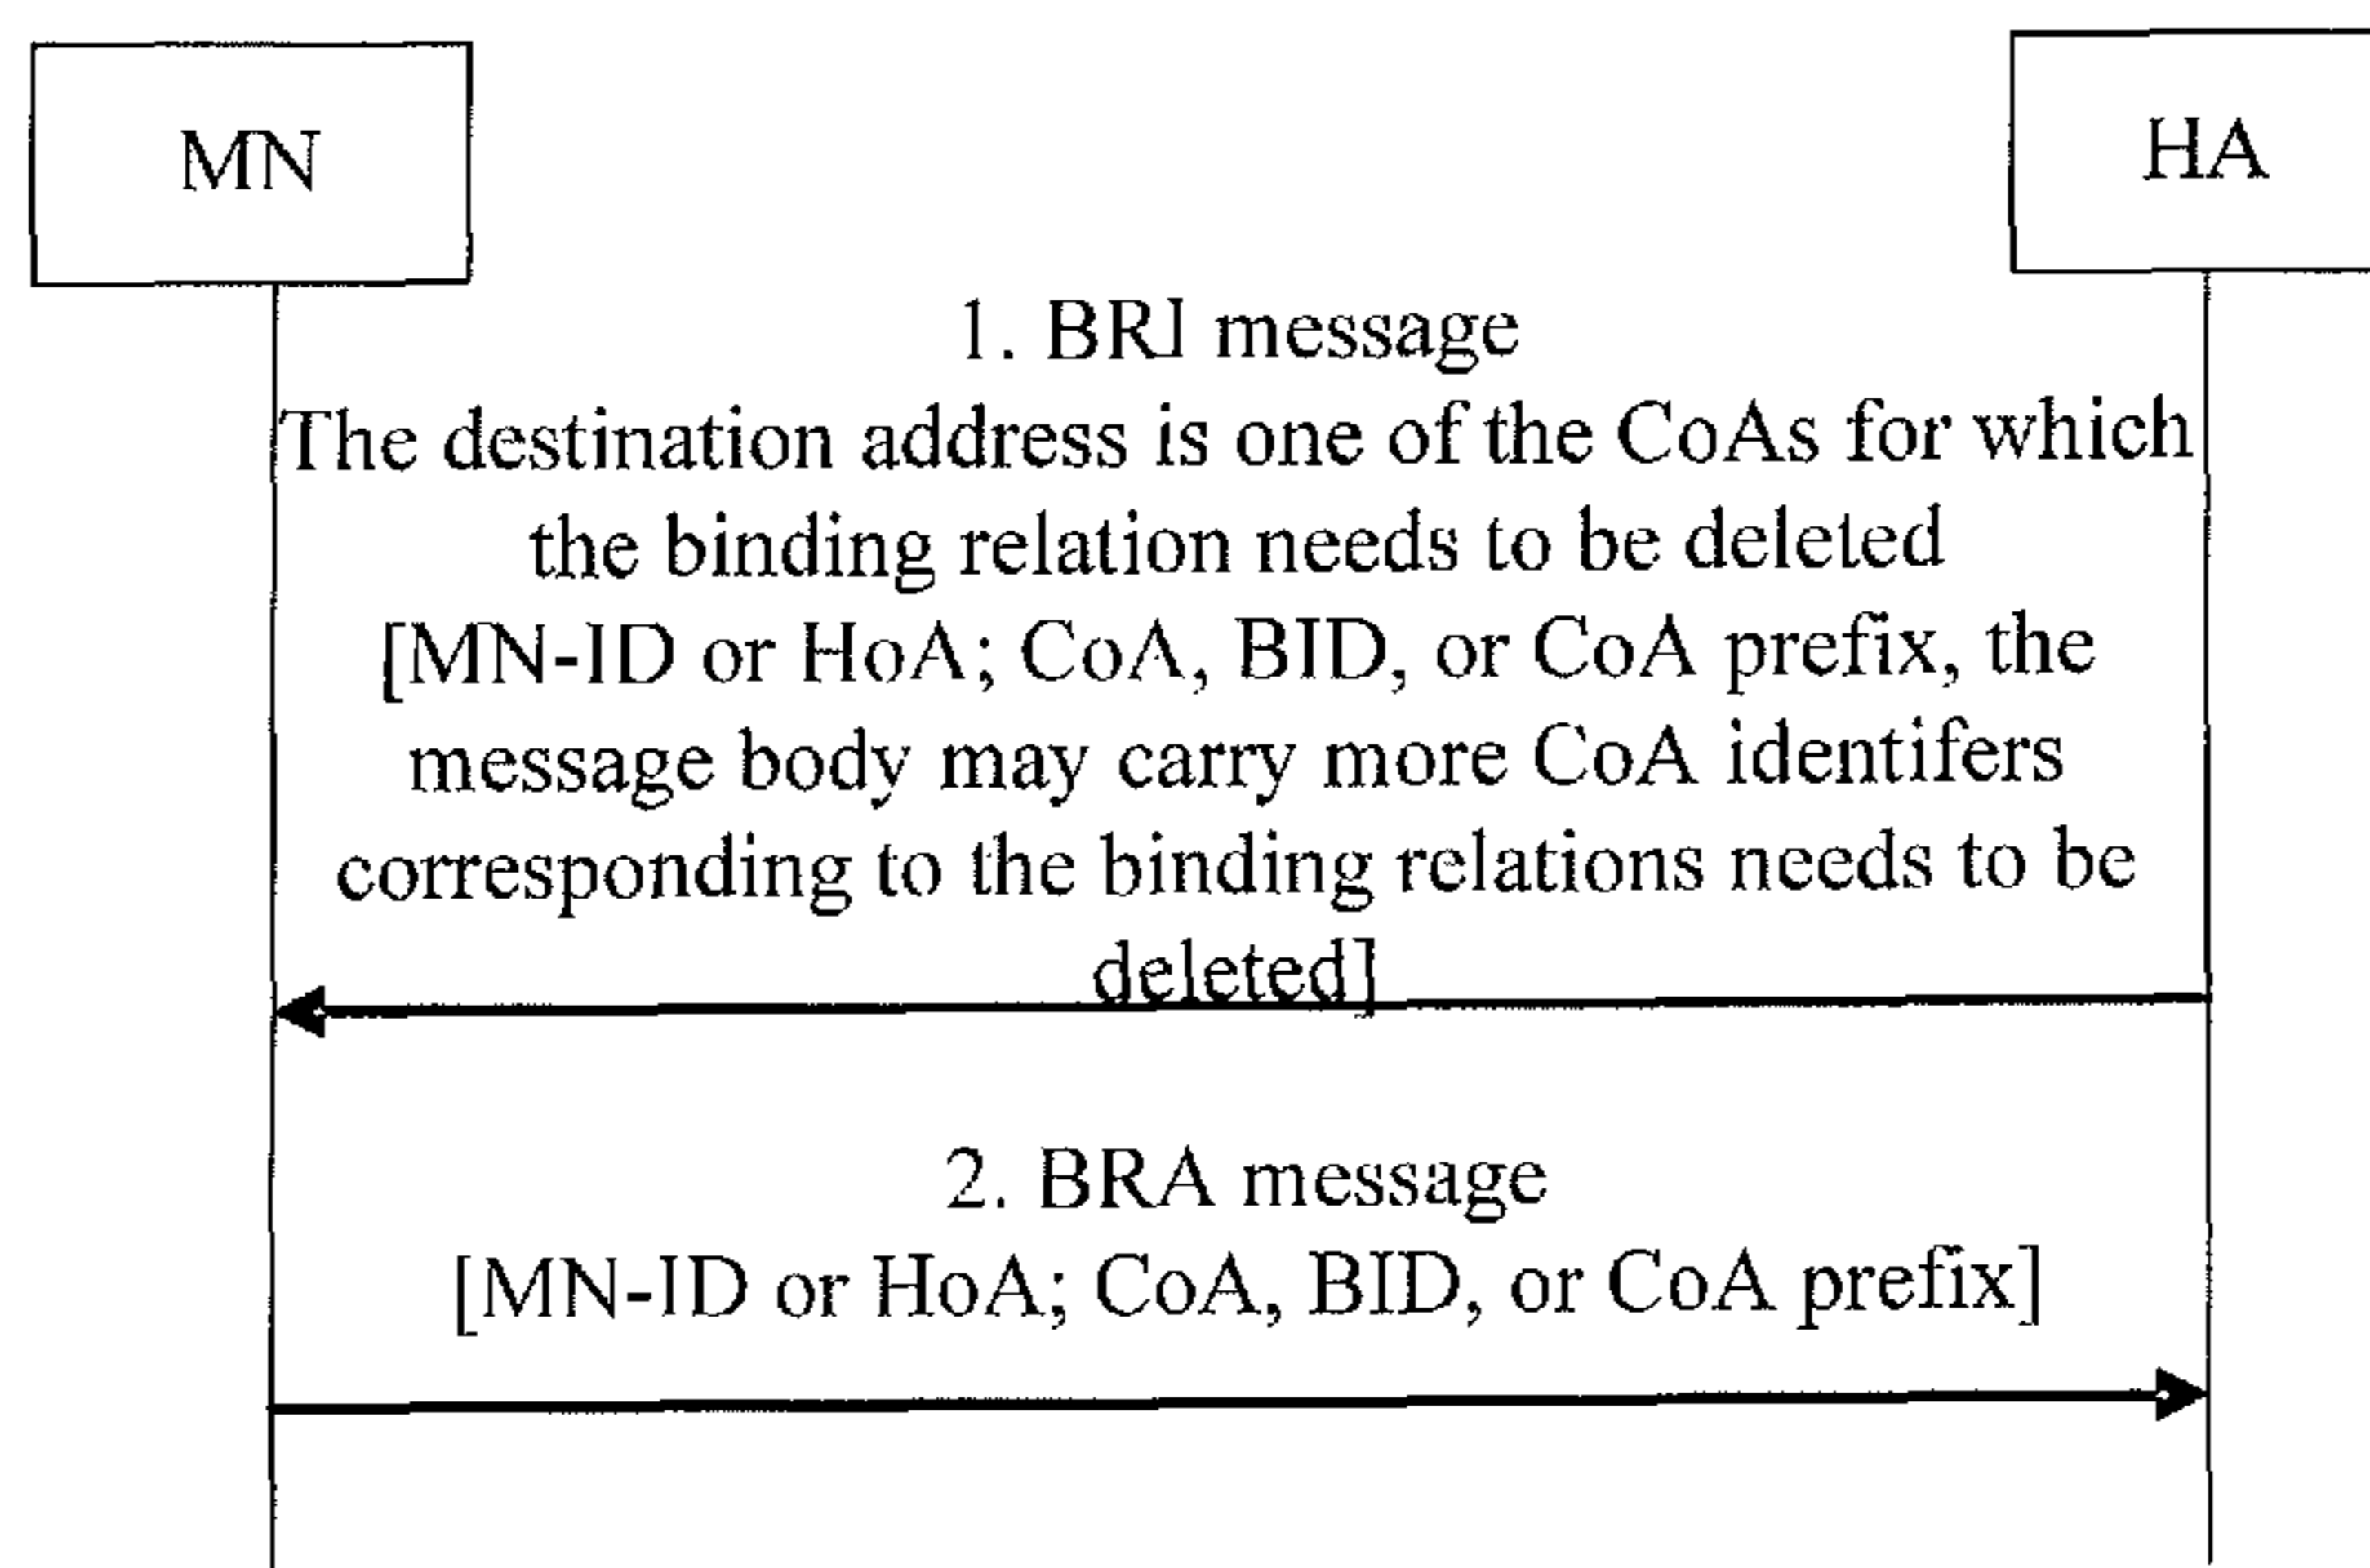 MN
HA
1. BRI message
The destination address is one of the CoAs for which
the binding relation needs to be deleted
[MN-ID or HoA; CoA, BID, or CoA prefix, the
message body may carry more CoA identifers
corresponding to the binding relations needs to be
deleted]
2. BRA message
[MN-ID or HoA; CoA, BID, or CoA prefix]